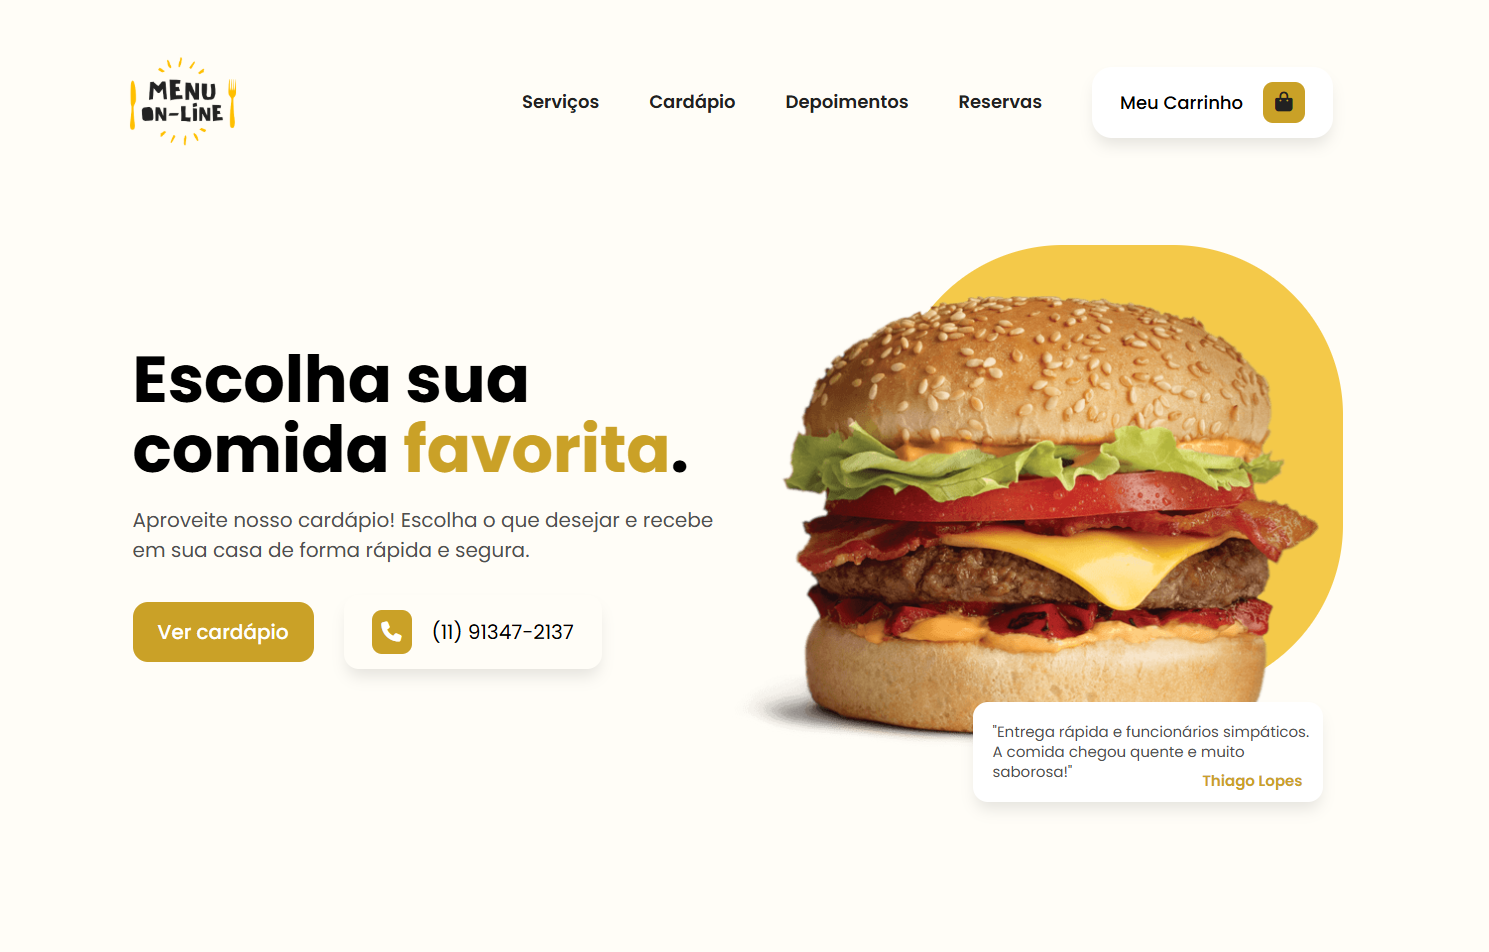 MENU
ON-LINE
Serviços
Cardápio
Depoimentos
Reservas
Meu Carrinho
Escolha sua
comida favorita.
Aproveite nosso cardápio! Escolha o que desejar e recebe
em sua casa de forma rápida e segura.
Ver cardápio
(11) 91347-2137
"Entrega rápida e funcionários simpáticos.
A comida chegou quente e muito
saborosa!"
Thiago Lopes